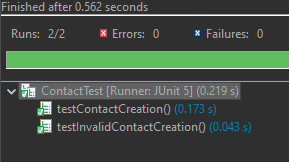 Finished after 0.562 seconds
Runs: 2/2 Errors: 0 Failures: 0
ContactTest [Runner: JUnit 5] (0.219 s)
testContactCreation() (0.173 s)
testInvalidContactCreation() (0.043 s)